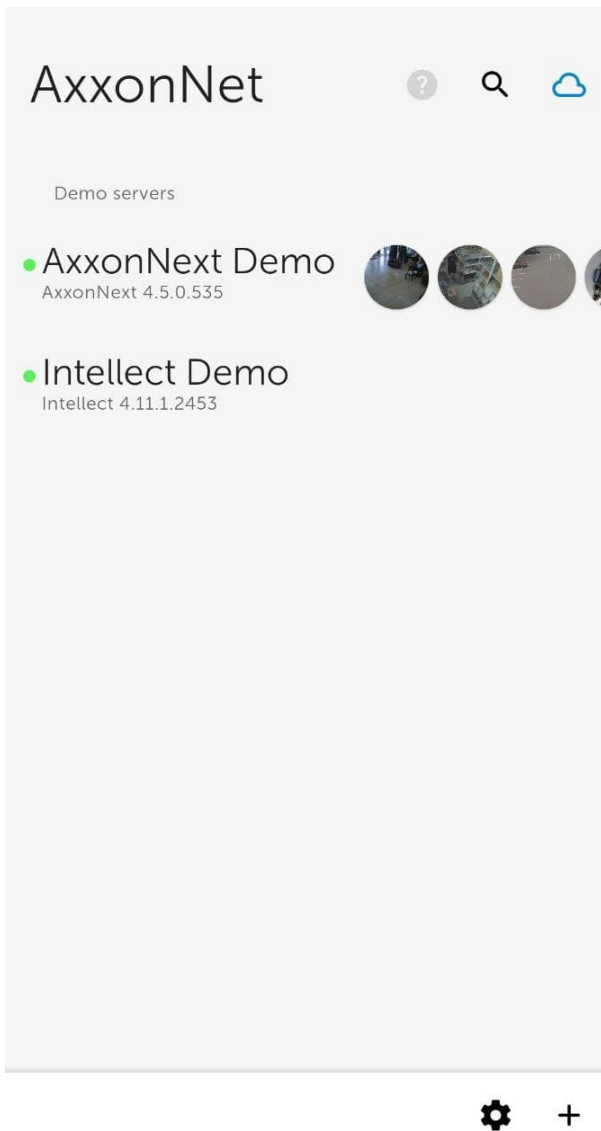 AxxonNet
?
Demo servers
AxxonNext Demo
AxxonNext 4.5.0.535
Intellect Demo
Intellect 4.11.1.2453